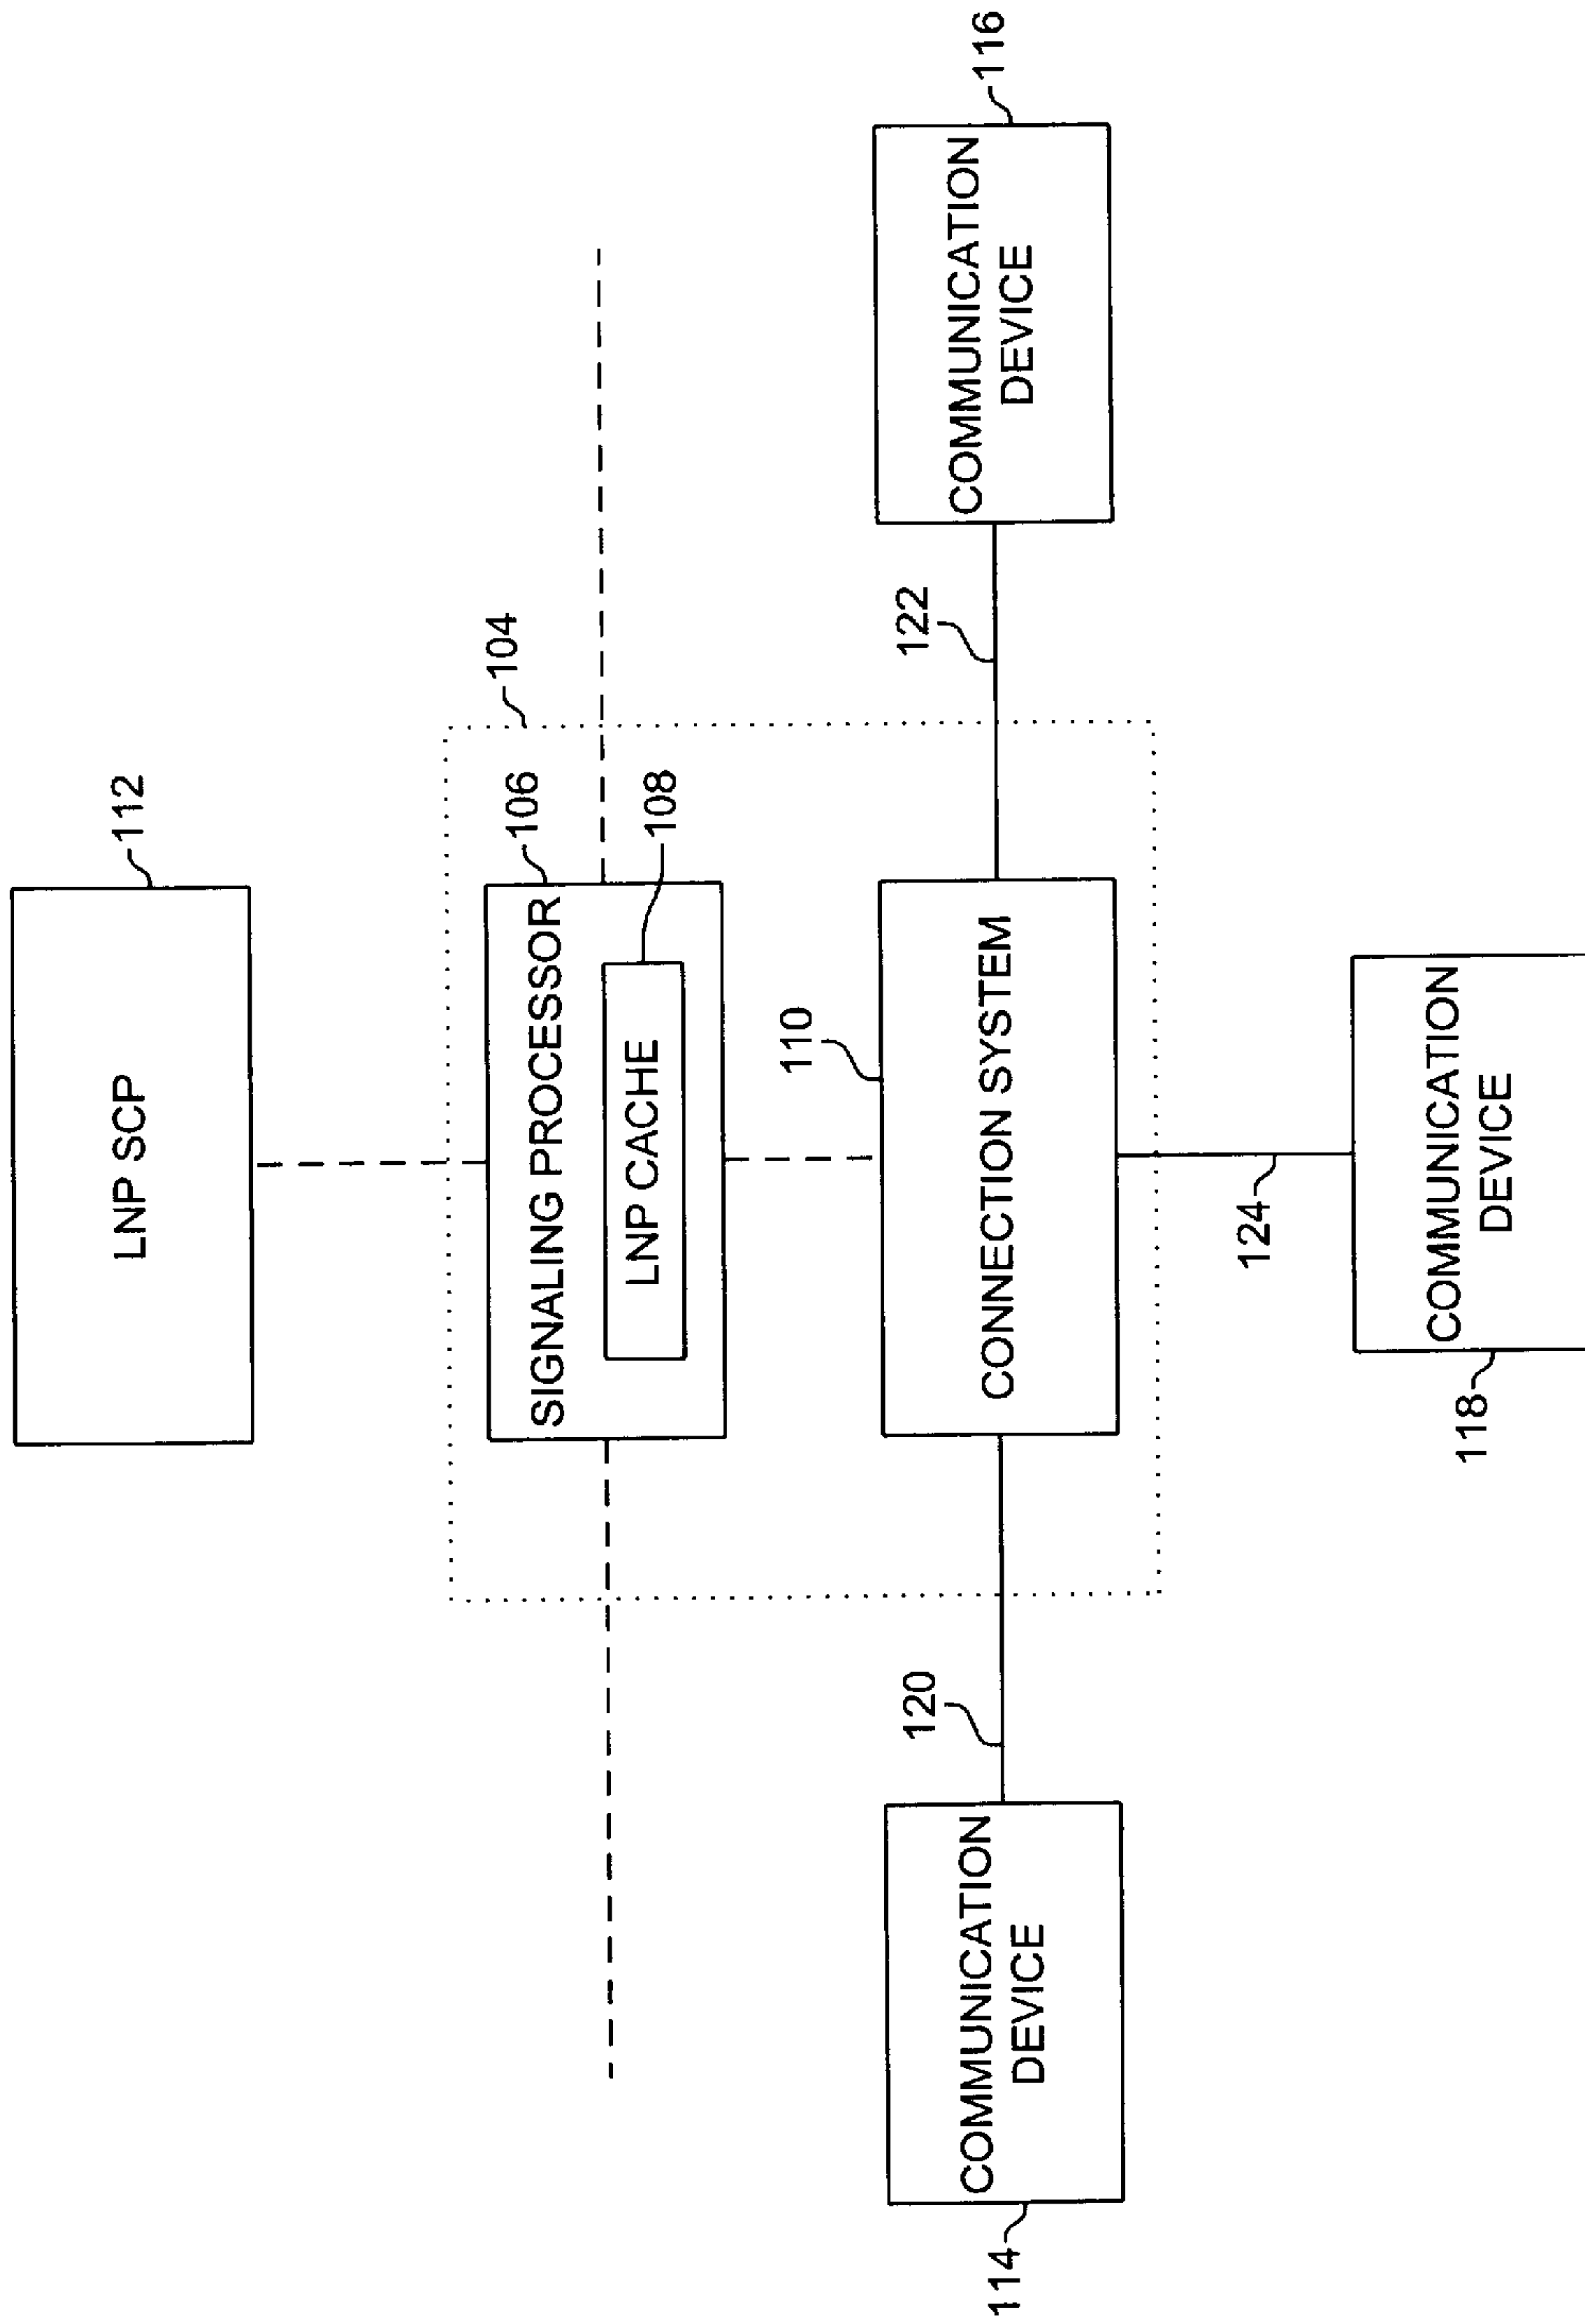 LNP SCP
112
104
SIGNALING PROCESSOR
106
LNP CACHE
108
110
CONNECTION SYSTEM
120
122
COMMUNICATION
DEVICE
114
COMMUNICATION
DEVICE
116
124
COMMUNICATION
DEVICE
118